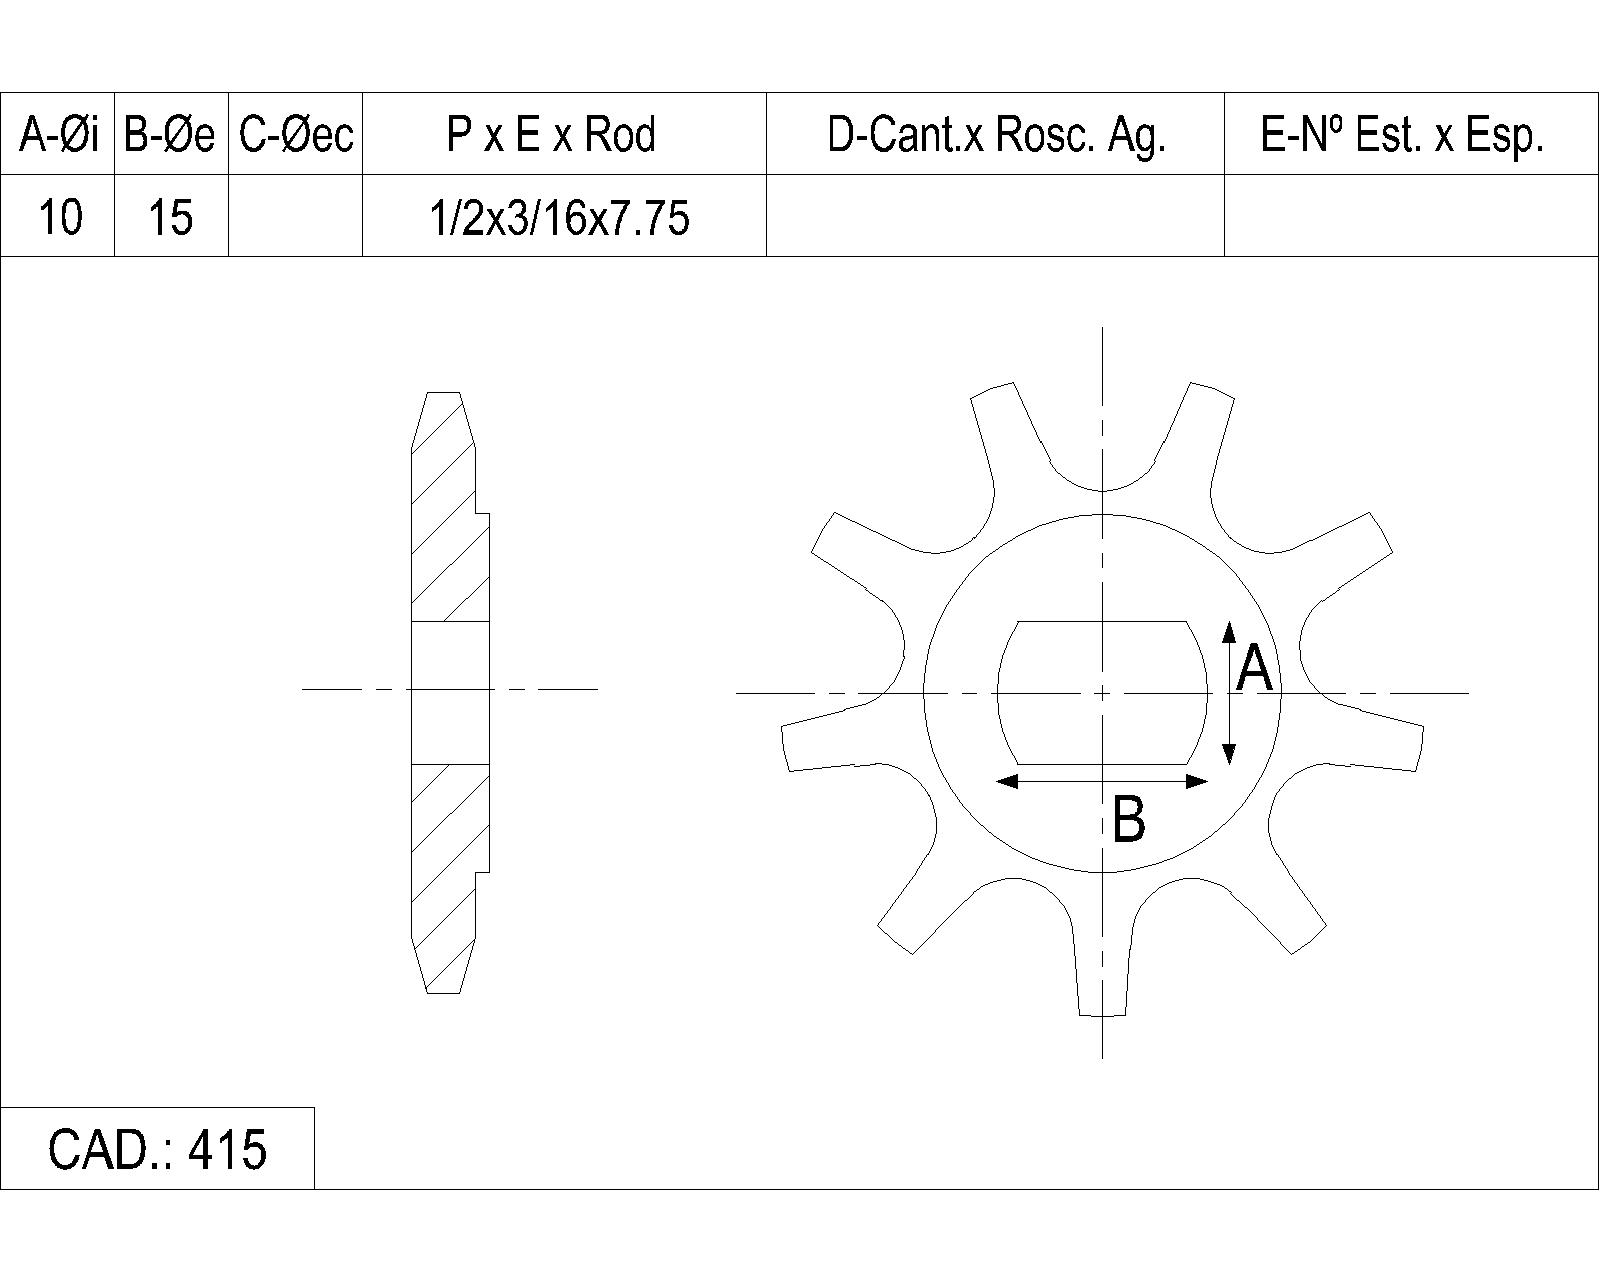 A-Øi B-Øe C-Øec P x E x Rod D-Cant.x Rosc. Ag. E-Nº Est. x Esp.
10 15 1/2x3/16x7.75
A
B
CAD.: 415